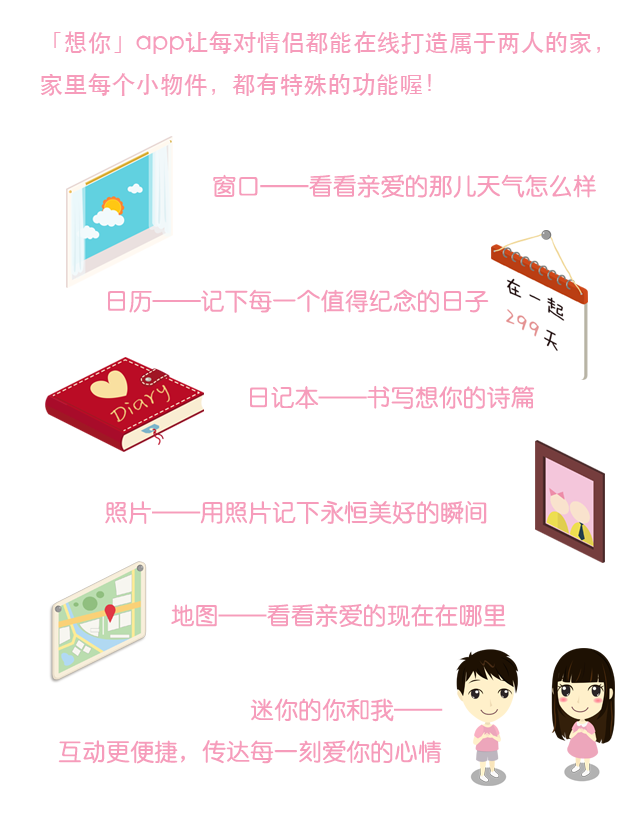 「想你」app让每对情侣都能在线打造属于两人的家，
家里每个小物件，都有特殊的功能喔！
窗口——看看亲爱的那儿天气怎么样
日历——记下每一个值得纪念的日子
在一起
299天
日记本——书写想你的诗篇
Diary
照片——用照片记下永恒美好的瞬间
地图——看看亲爱的现在在哪里
迷你的你和我——
互动更便捷，传达每一刻爱你的心情